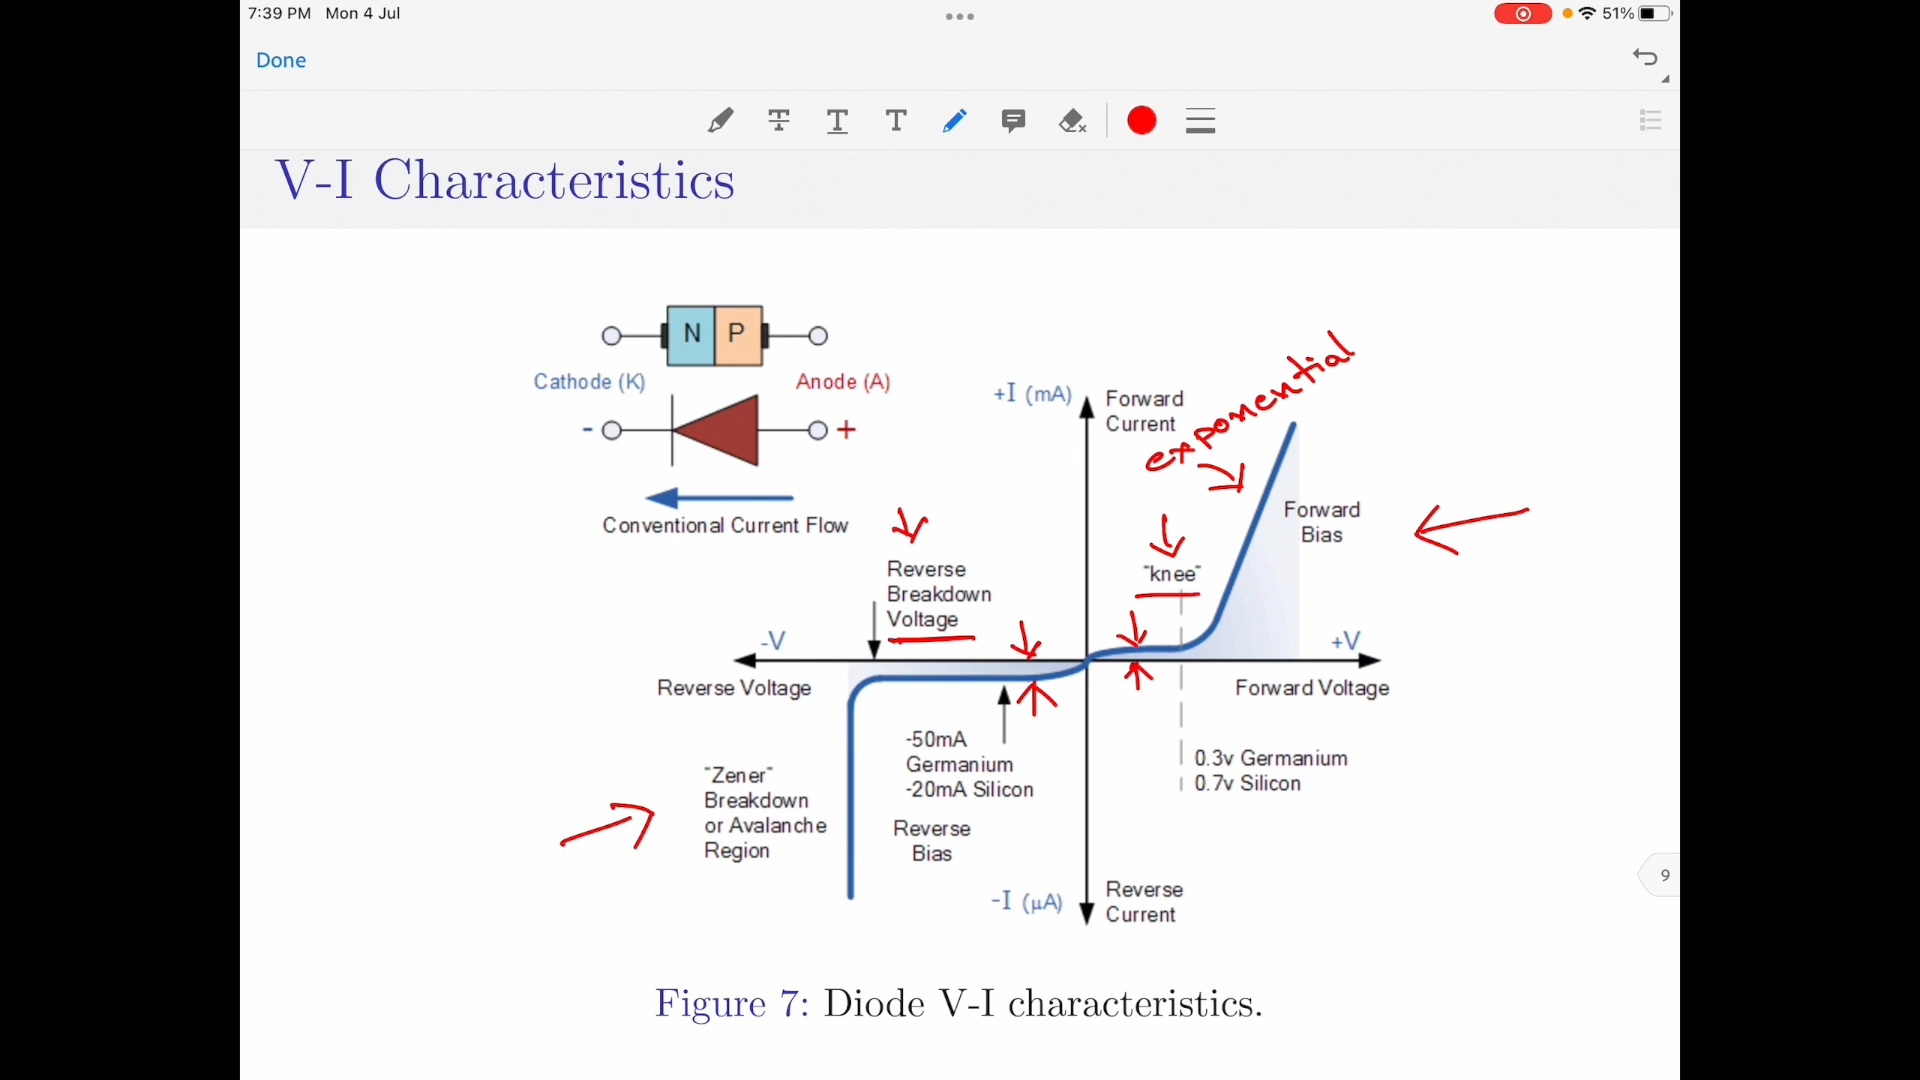 7:39 PM Mon 4 Jul
51%
Done
V-I Characteristics
N P
Cathode (K)
Anode (A)
- +
Conventional Current Flow
+I (mA)
Forward
Current
exponential
Forward
Bias
"knee"
Reverse
Breakdown
Voltage
-V
+V
Reverse Voltage
Forward Voltage
-50mA
Germanium
-20mA Silicon
0.3v Germanium
0.7v Silicon
"Zener"
Breakdown
or Avalanche
Region
Reverse
Bias
-I (µA)
Reverse
Current
9
Figure 7: Diode V-I characteristics.